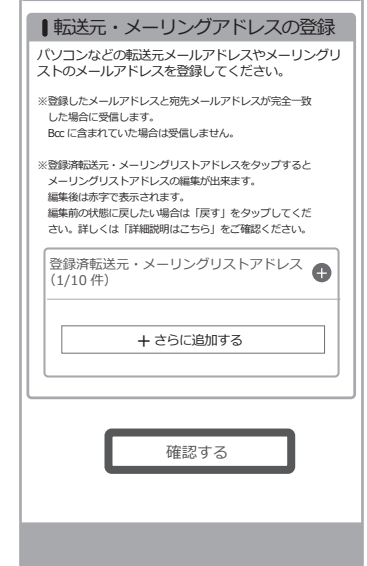 転送元・メーリングアドレスの登録
パソコンなどの転送元メールアドレスやメーリングリ
ストのメールアドレスを登録してください。
※登録したメールアドレスと宛先メールアドレスが完全一致
した場合に受信します。
Bcc に含まれていた場合は受信しません。
※登録済転送元・メーリングリストアドレスをタップすると
メーリングリストアドレスの編集が出来ます。
編集後は赤字で表示されます。
編集前の状態に戻したい場合は「戻す」をタップしてくだ
さい。詳しくは「詳細説明はこちら」をご確認ください。
登録済転送元・メーリングリストアドレス
（1/10 件）
＋さらに追加する
確認する